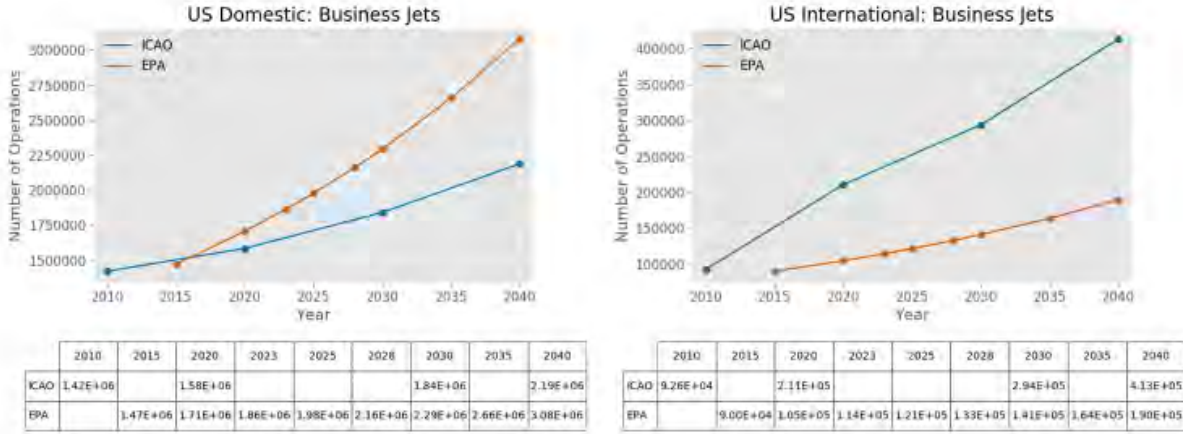 US Domestic: Business Jets
ICAO
EPA
3000000
2750000
2500000
2250000
2000000
1750000
1500000
Number of Operations
2010 2015 2020 2025 2030 2035 2040
Year
2010 2015 2020 2023 2025 2028 2030 2035 2040
ICAO 1.42E+06 1.58E+06 1.84E+06 2.19E+06
EPA 1.47E+06 1.71E+06 1.86E+06 1.98E+06 2.16E+06 2.29E+06 2.66E+06 3.08E+06
US International: Business Jets
ICAO
EPA
400000
350000
300000
250000
200000
150000
100000
Number of Operations
2010 2015 2020 2025 2030 2035 2040
Year
2010 2015 2020 2023 2025 2028 2030 2035 2040
ICAO 9.26E+04 2.11E+05 2.94E+05 4.13E+05
EPA 9.00E+04 1.05E+05 1.14E+05 1.21E+05 1.33E+05 1.41E+05 1.64E+05 1.90E+05